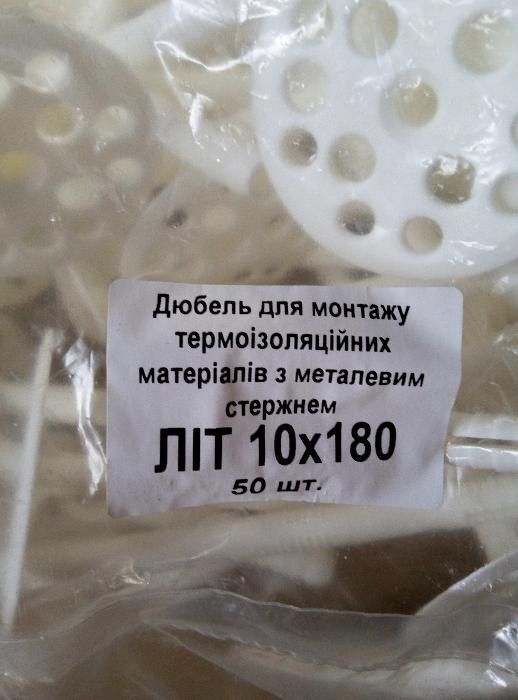 Дюбель для монтажу
термоізоляційних
матеріалів з металевим
стержнем
ЛІТ 10х180
50 шт.